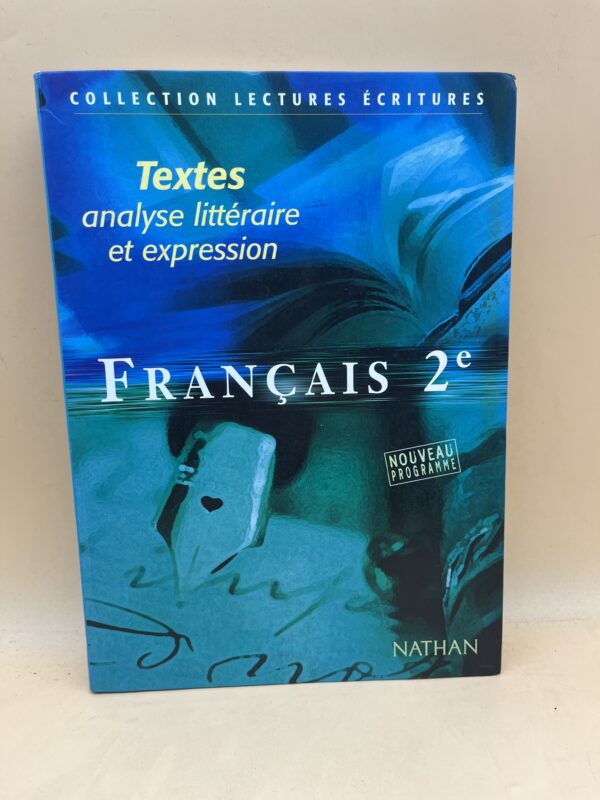 COLLECTION LECTURES ÉCRITURES
Textes
analyse littéraire
et expression
FRANÇAIS 2e
NOUVEAU
PROGRAMME
NATHAN